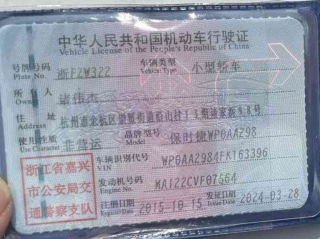 中华人民共和国机动车行驶证
Vehicle License of the People's Republic of China
号牌号码 浙F2W322 车辆类型 小型轿车
Plate No. Vehicle Type
所有人
Owner
住址
Address
使用性质 非营运 品牌型号 保时捷WP0AA298
Use Character Model
浙江省嘉兴
市公安局交
通警察支队
车辆识别代号 WP0AA2984FK163396
VIN
发动机号码
Engine No.
注册日期 2015-10-15 发证日期 2024-03-28
Register Date Issue Date